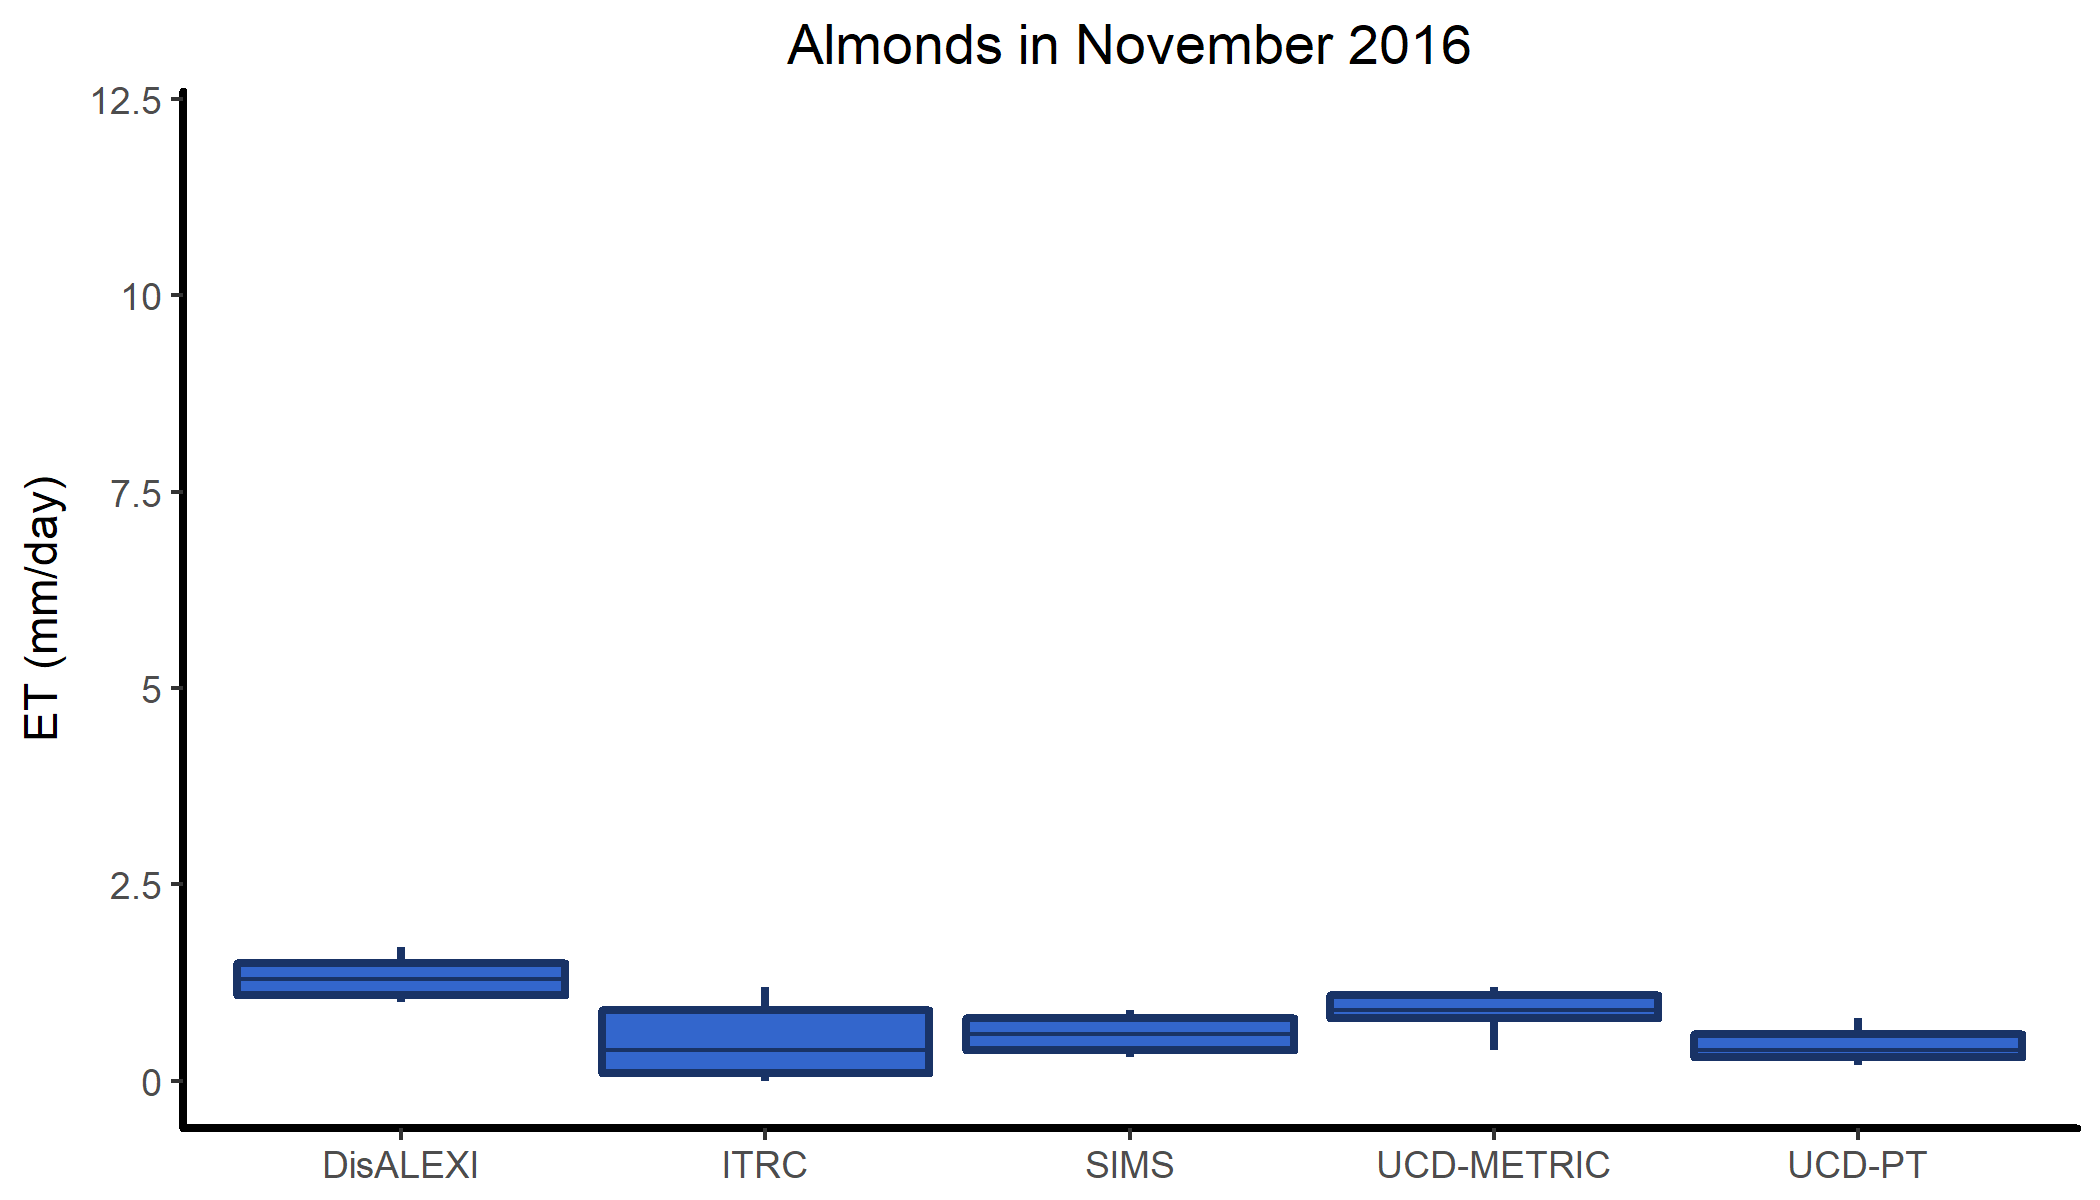 Almonds in November 2016
12.5
10
7.5
5
2.5
0
ET (mm/day)
DisALEXI ITRC SIMS UCD-METRIC UCD-PT